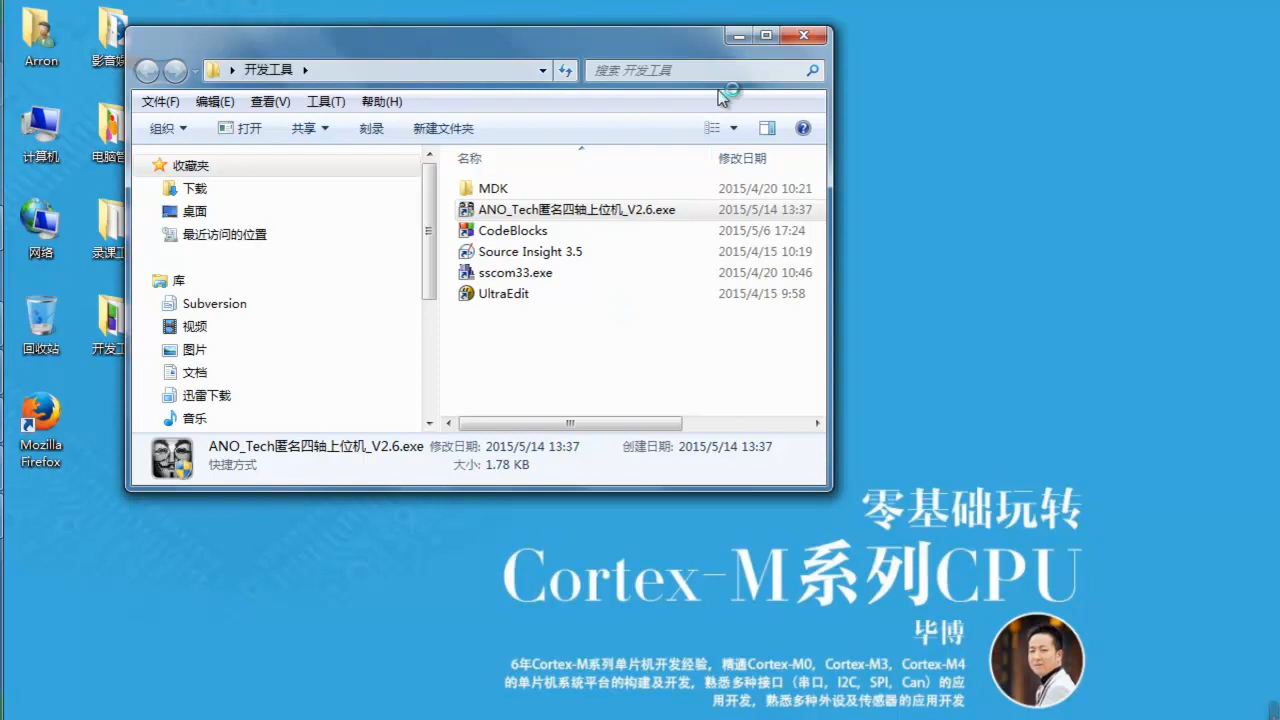 Arron
影音娱
计算机
电脑管
网络
录课工
回收站
开发工
Mozilla
Firefox
开发工具
搜索 开发工具
文件(F) 编辑(E) 查看(V) 工具(T) 帮助(H)
组织 打开 共享 刻录 新建文件夹
收藏夹
下载
桌面
最近访问的位置
库
Subversion
视频
图片
文档
迅雷下载
音乐
名称 修改日期
MDK 2015/4/20 10:21
ANO_Tech匿名四轴上位机_V2.6.exe 2015/5/14 13:37
CodeBlocks 2015/5/6 17:24
Source Insight 3.5 2015/4/15 10:19
sscom33.exe 2015/4/20 10:46
UltraEdit 2015/4/15 9:58
ANO_Tech匿名四轴上位机_V2.6.exe 修改日期: 2015/5/14 13:37 创建日期: 2015/5/14 13:37
快捷方式 大小: 1.78 KB
零基础玩转
Cortex-M系列CPU
毕博
6年Cortex-M系列单片机开发经验，精通Cortex-M0，Cortex-M3，Cortex-M4
的单片机系统平台的构建及开发，熟悉多种接口（串口，I2C，SPI，Can）的应
用开发，熟悉多种外设及传感器的应用开发